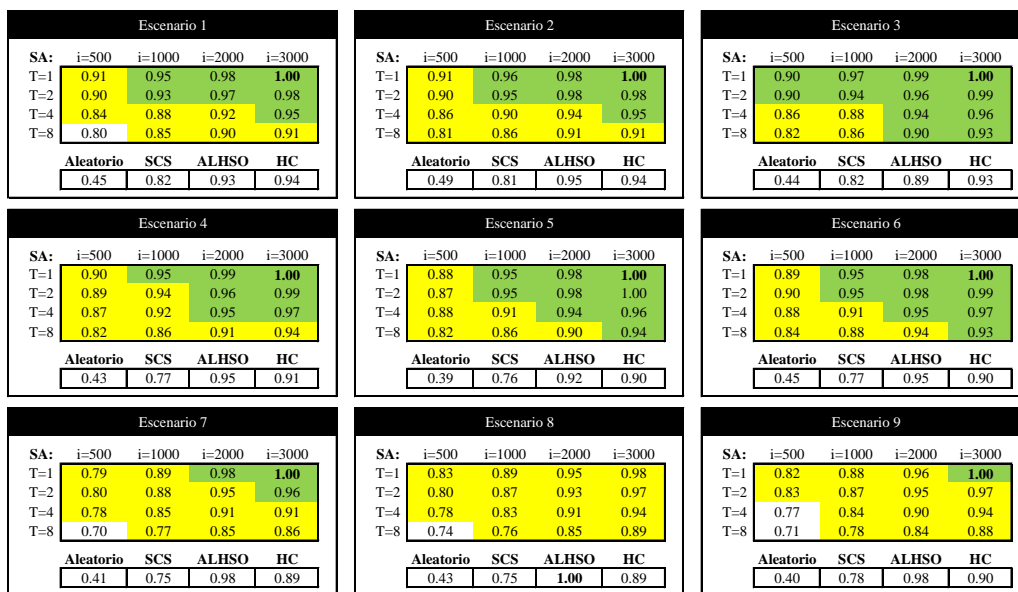 Escenario 1
SA: i=500 i=1000 i=2000 i=3000
T=1 0.91 0.95 0.98 1.00
T=2 0.90 0.93 0.97 0.98
T=4 0.84 0.88 0.92 0.95
T=8 0.80 0.85 0.90 0.91
Aleatorio SCS ALHSO HC
0.45 0.82 0.93 0.94
Escenario 2
SA: i=500 i=1000 i=2000 i=3000
T=1 0.91 0.96 0.98 1.00
T=2 0.90 0.95 0.98 0.98
T=4 0.86 0.90 0.94 0.95
T=8 0.81 0.86 0.91 0.91
Aleatorio SCS ALHSO HC
0.49 0.81 0.95 0.94
Escenario 3
SA: i=500 i=1000 i=2000 i=3000
T=1 0.90 0.97 0.99 1.00
T=2 0.90 0.94 0.96 0.99
T=4 0.86 0.88 0.94 0.96
T=8 0.82 0.86 0.90 0.93
Aleatorio SCS ALHSO HC
0.44 0.82 0.89 0.93
Escenario 4
SA: i=500 i=1000 i=2000 i=3000
T=1 0.90 0.95 0.99 1.00
T=2 0.89 0.94 0.96 0.99
T=4 0.87 0.92 0.95 0.97
T=8 0.82 0.86 0.91 0.94
Aleatorio SCS ALHSO HC
0.43 0.77 0.95 0.91
Escenario 5
SA: i=500 i=1000 i=2000 i=3000
T=1 0.88 0.95 0.98 1.00
T=2 0.87 0.95 0.98 1.00
T=4 0.88 0.91 0.94 0.96
T=8 0.82 0.86 0.90 0.94
Aleatorio SCS ALHSO HC
0.39 0.76 0.92 0.90
Escenario 6
SA: i=500 i=1000 i=2000 i=3000
T=1 0.89 0.95 0.98 1.00
T=2 0.90 0.95 0.98 0.99
T=4 0.88 0.91 0.95 0.97
T=8 0.84 0.88 0.94 0.93
Aleatorio SCS ALHSO HC
0.45 0.77 0.95 0.90
Escenario 7
SA: i=500 i=1000 i=2000 i=3000
T=1 0.79 0.89 0.98 1.00
T=2 0.80 0.88 0.95 0.96
T=4 0.78 0.85 0.91 0.91
T=8 0.70 0.77 0.85 0.86
Aleatorio SCS ALHSO HC
0.41 0.75 0.98 0.89
Escenario 8
SA: i=500 i=1000 i=2000 i=3000
T=1 0.83 0.89 0.95 0.98
T=2 0.80 0.87 0.93 0.97
T=4 0.78 0.83 0.91 0.94
T=8 0.74 0.76 0.85 0.89
Aleatorio SCS ALHSO HC
0.43 0.75 1.00 0.89
Escenario 9
SA: i=500 i=1000 i=2000 i=3000
T=1 0.82 0.88 0.96 1.00
T=2 0.83 0.87 0.95 0.97
T=4 0.77 0.84 0.90 0.94
T=8 0.71 0.78 0.84 0.88
Aleatorio SCS ALHSO HC
0.40 0.78 0.98 0.90